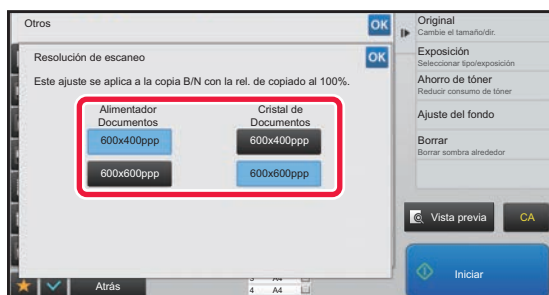 Otros
OK
Resolución de escaneo
OK
Este ajuste se aplica a la copia B/N con la rel. de copiado al 100%.
Alimentador
Documentos
Cristal de
Documentos
600x400ppp
600x400ppp
600x600ppp
600x600ppp
Atrás
4 A4
Original
Cambie el tamaño/dir.
Exposición
Seleccionar tipo/exposición
Ahorro de tóner
Reducir consumo de tóner
Ajuste del fondo
Borrar
Borrar sombra alrededor
Vista previa
CA
Iniciar